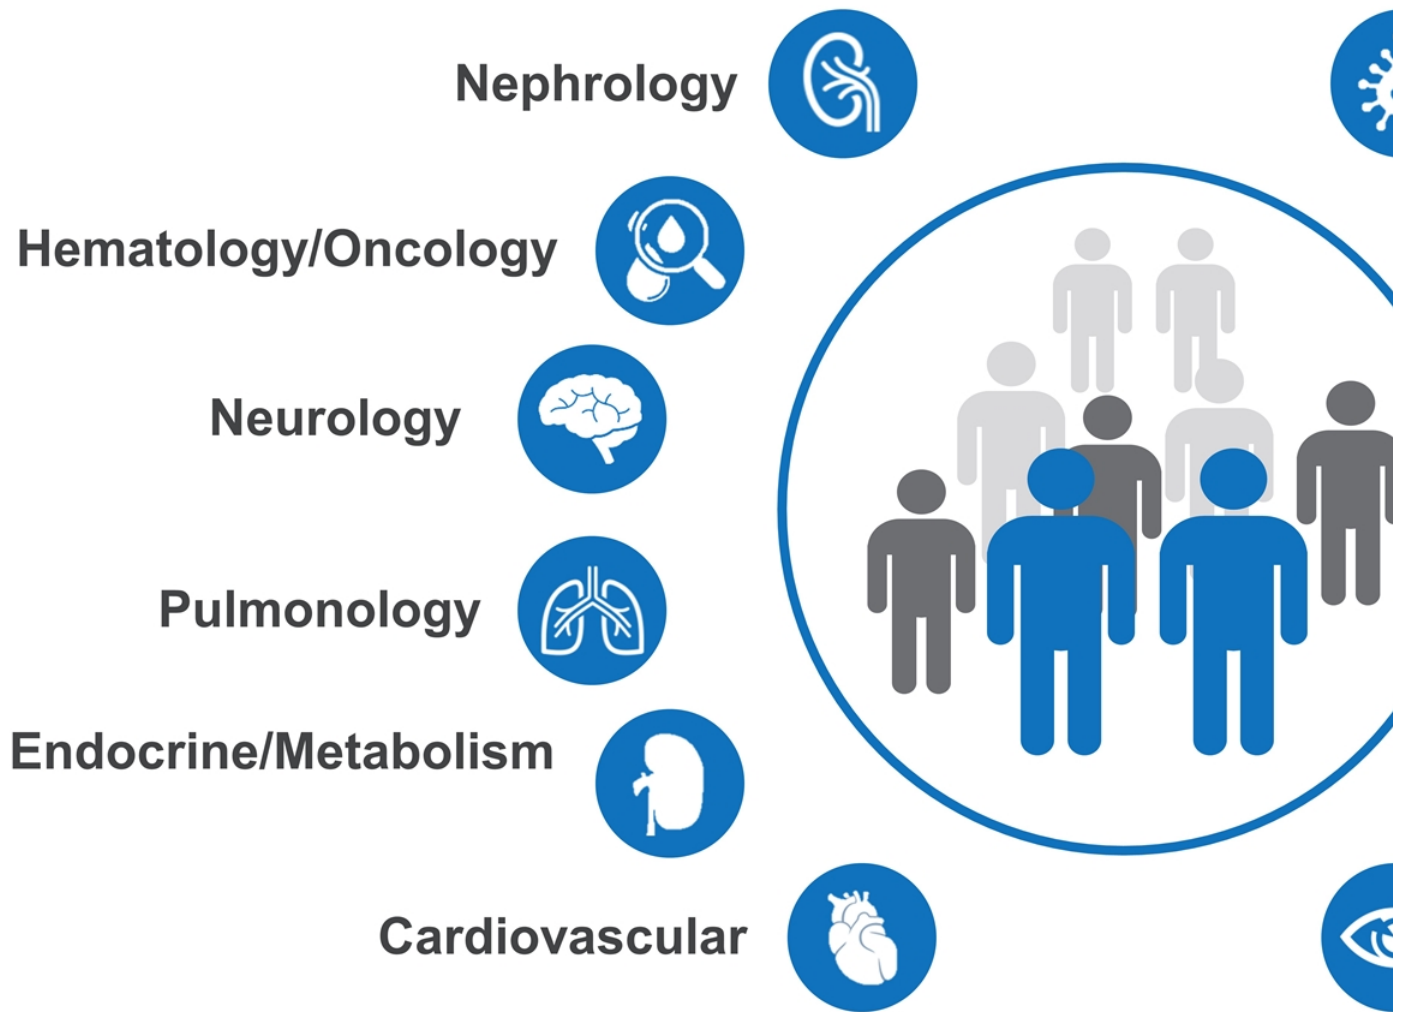 Nephrology
Hematology/Oncology
Neurology
Pulmonology
Endocrine/Metabolism
Cardiovascular